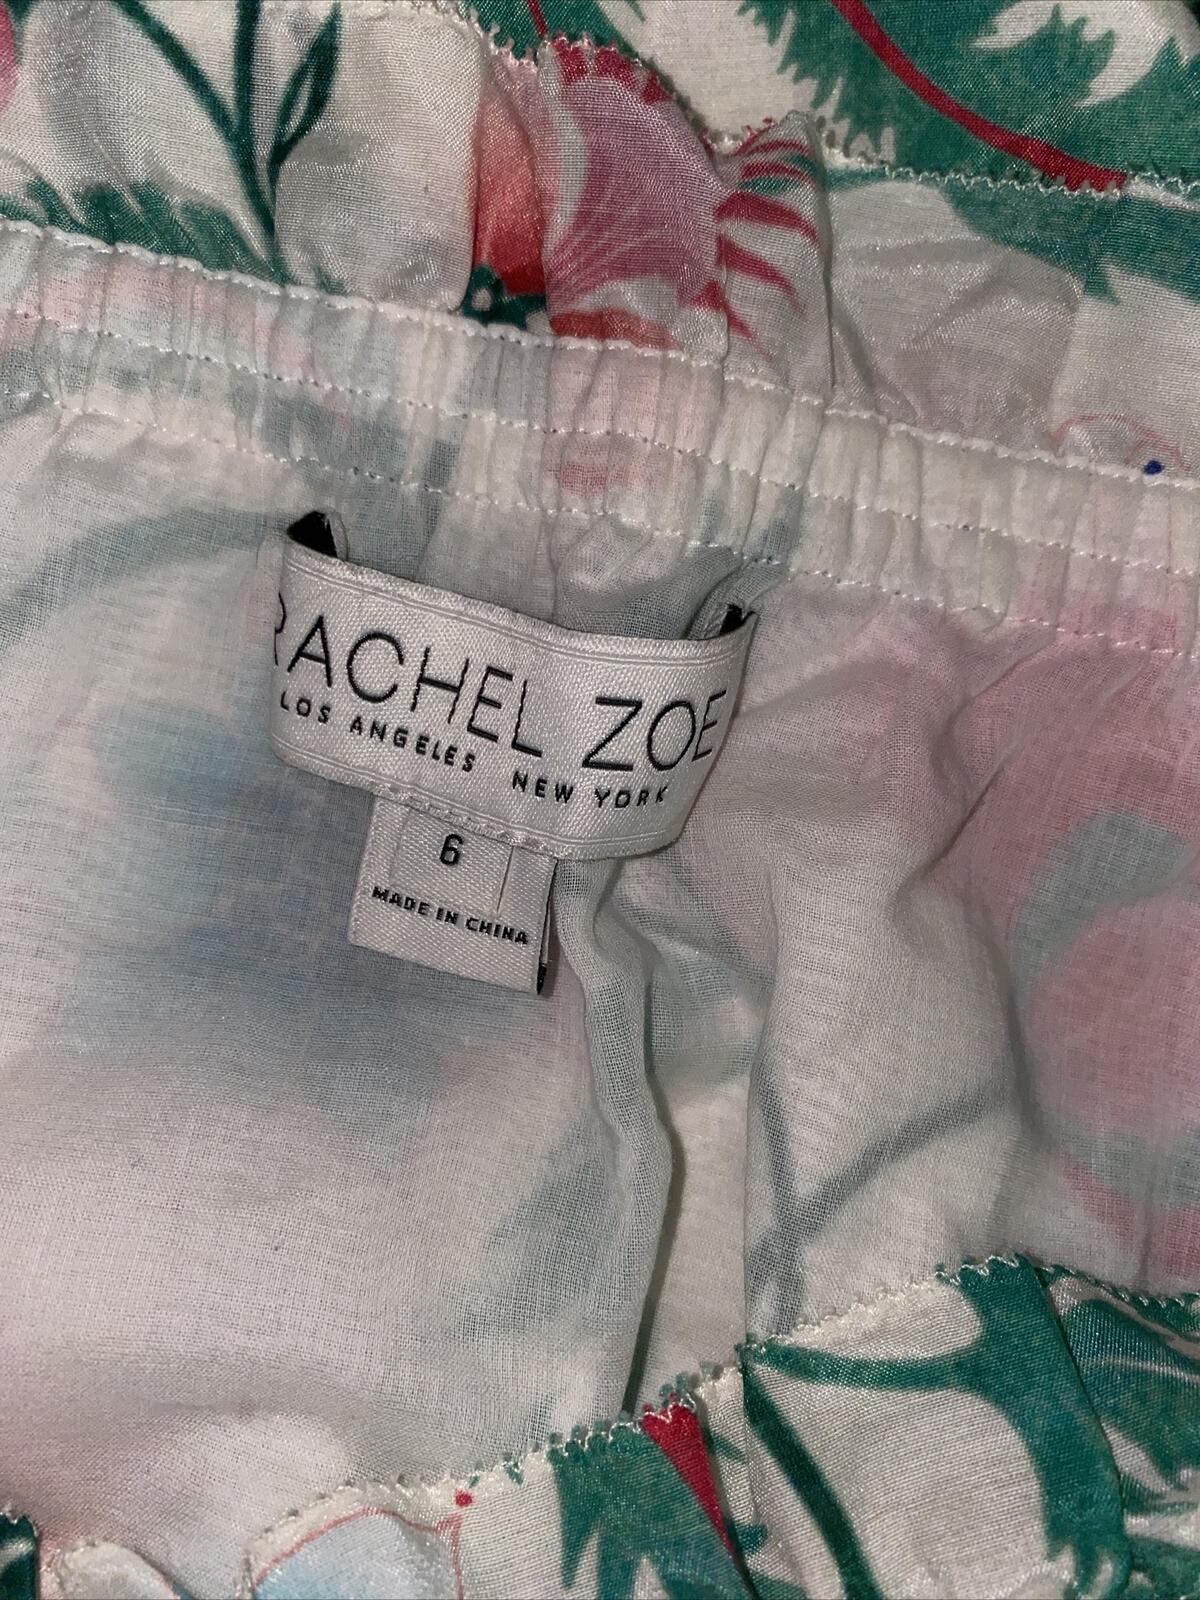 RACHEL ZOE
LOS ANGELES NEW YORK
6
MADE IN CHINA